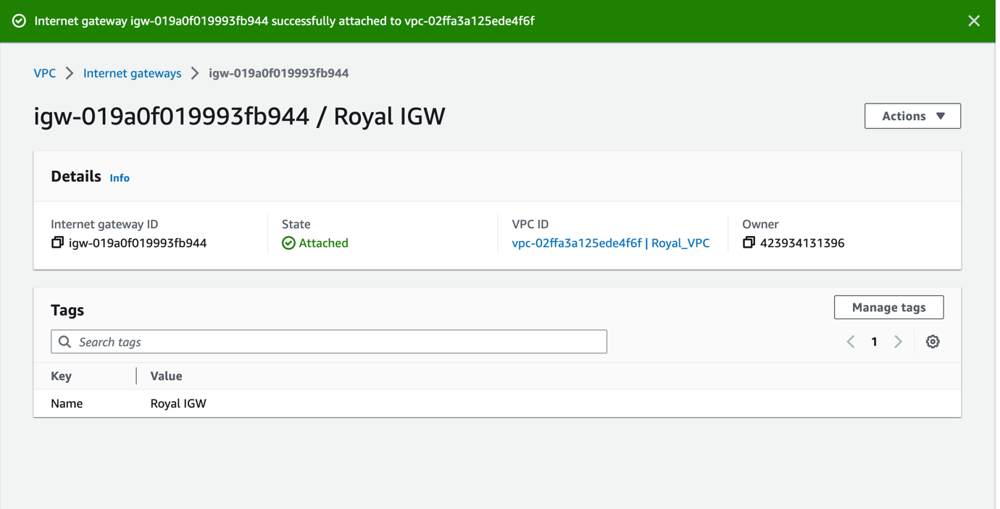 Internet gateway igw-019a0f019993fb944 successfully attached to vpc-02ffa3a125ede4f6f
VPC > Internet gateways > igw-019a0f019993fb944
igw-019a0f019993fb944 / Royal IGW
Actions
Details Info
Internet gateway ID
igw-019a0f019993fb944
State
Attached
VPC ID
vpc-02ffa3a125ede4f6f | Royal_VPC
Owner
423934131396
Tags
Manage tags
Search tags
1
Key Value
Name Royal IGW